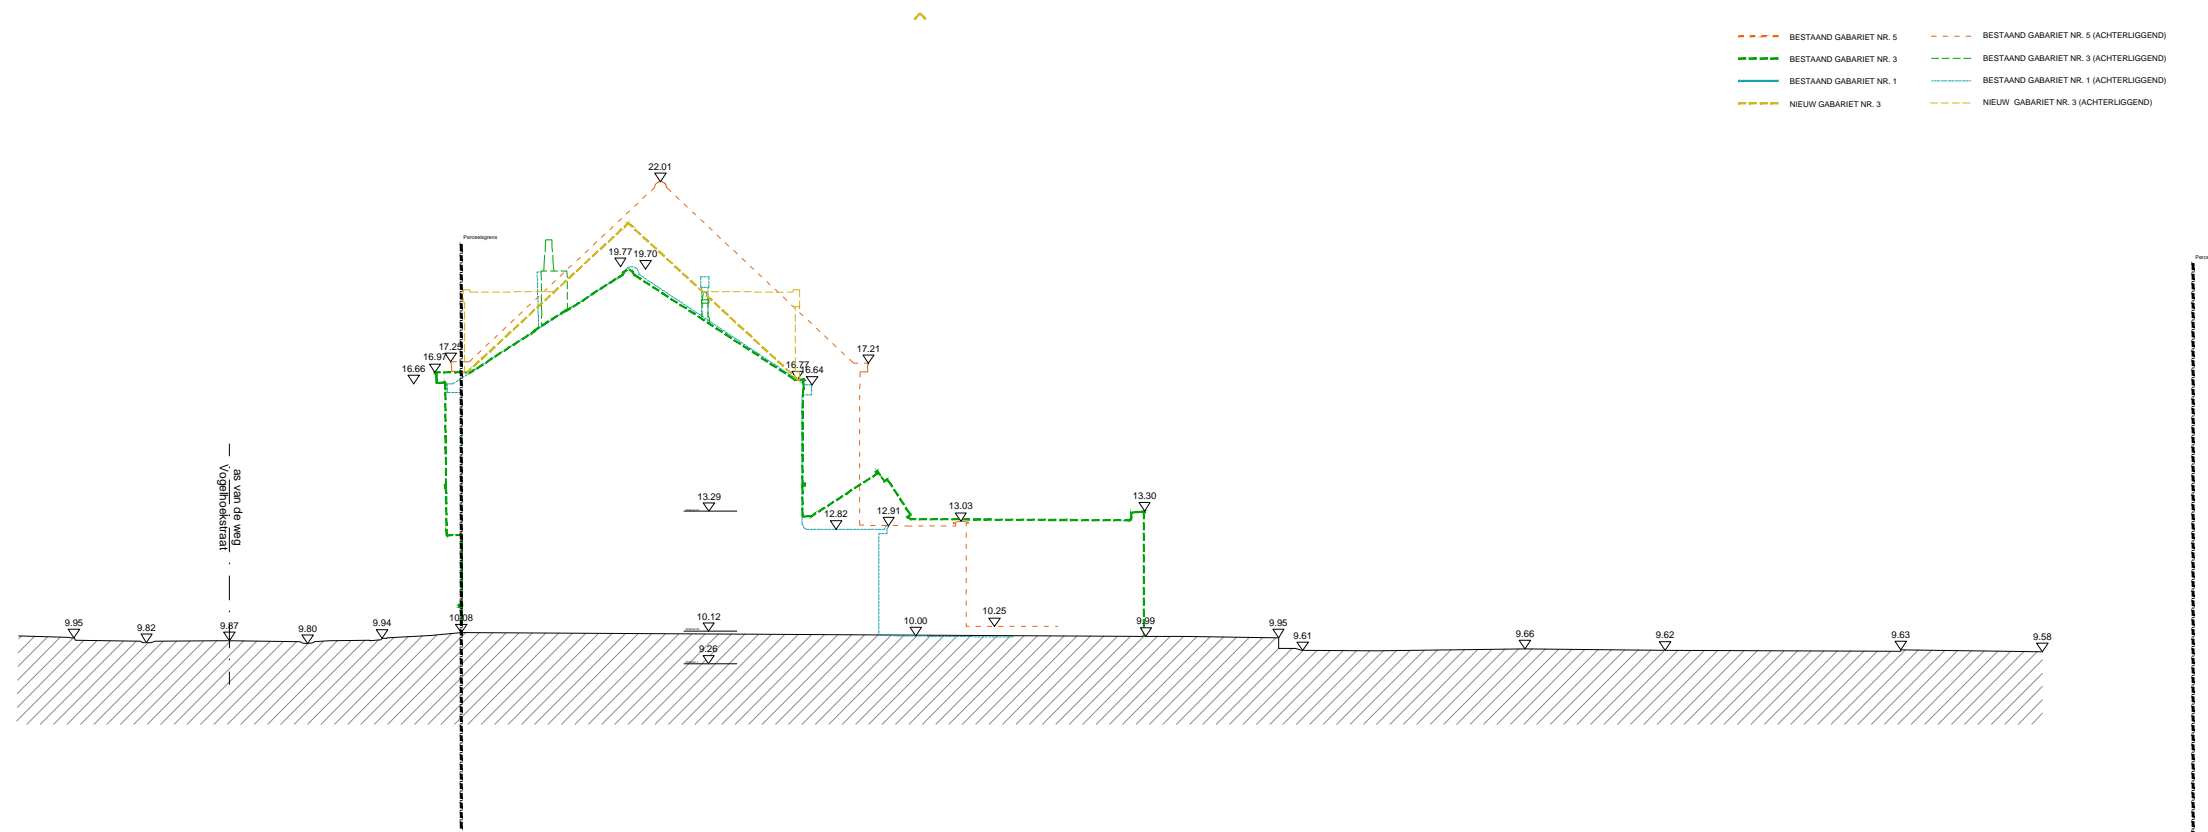 BESTAAND GABARIET NR. 5
BESTAAND GABARIET NR. 5 (ACHTERLIGGEND)
BESTAAND GABARIET NR. 3
BESTAAND GABARIET NR. 3 (ACHTERLIGGEND)
BESTAAND GABARIET NR. 1
BESTAAND GABARIET NR. 1 (ACHTERLIGGEND)
NIEUW GABARIET NR. 3
NIEUW GABARIET NR. 3 (ACHTERLIGGEND)
22.01
Perceelsgrens
Perce
19.77
19.70
17.25
17.21
16.97
16.66
16.77
16.64
as van de weg
Vogelhoekstraat
13.29
13.30
12.82
12.91
13.03
9.95
9.82
9.87
9.80
9.94
10.08
10.12
10.00
10.25
9.99
9.95
9.61
9.66
9.62
9.63
9.58
9.26